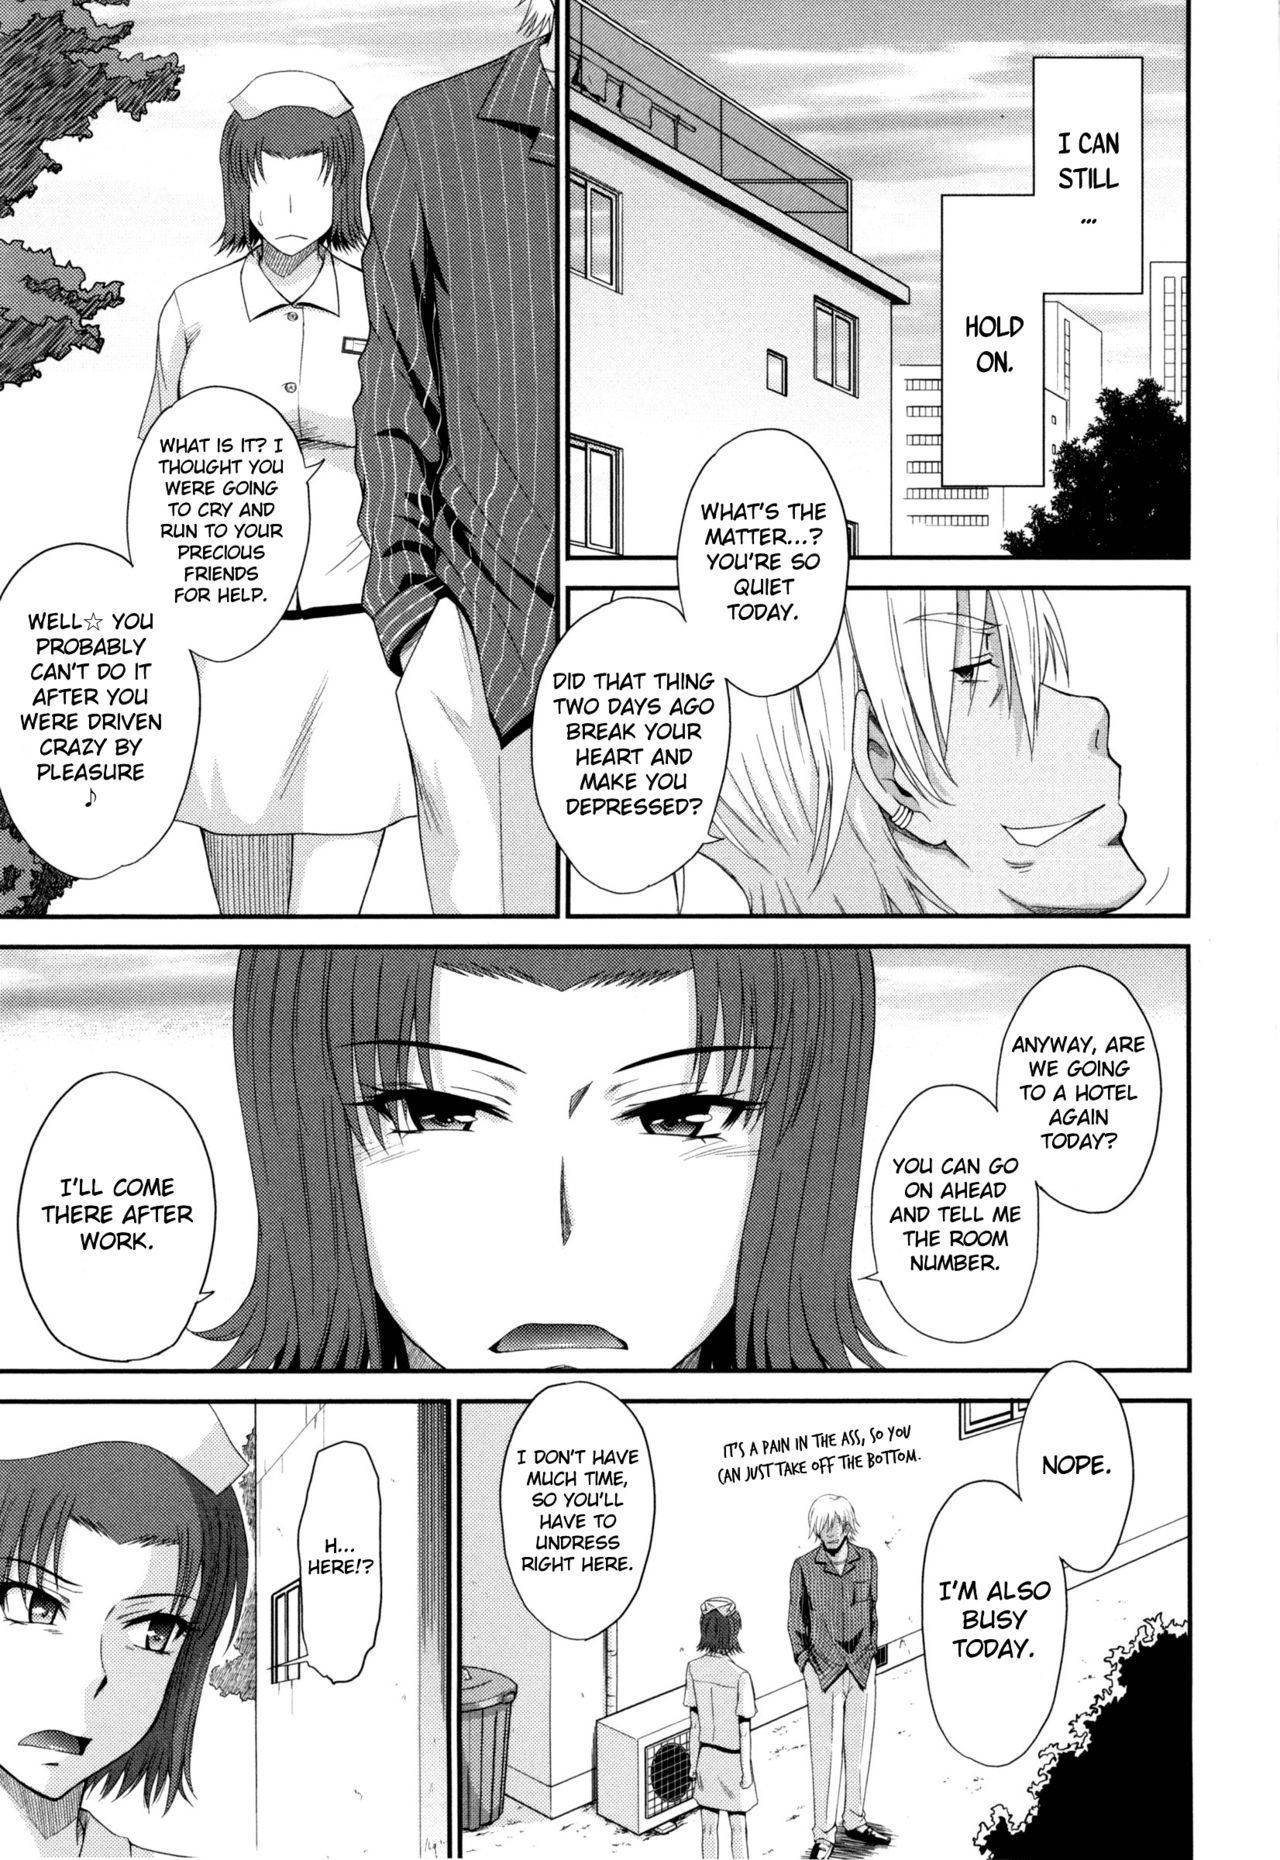 I CAN
STILL
...
HOLD
ON.
WHAT'S THE
MATTER...?
YOU'RE SO
QUIET
TODAY.
DID THAT THING
TWO DAYS AGO
BREAK YOUR
HEART AND
MAKE YOU
DEPRESSED?
WHAT IS IT? I
THOUGHT YOU
WERE GOING
TO CRY AND
RUN TO YOUR
PRECIOUS
FRIENDS
FOR HELP.
WELL☆ YOU
PROBABLY
CAN'T DO IT
AFTER YOU
WERE DRIVEN
CRAZY BY
PLEASURE
♪
ANYWAY, ARE
WE GOING
TO A HOTEL
AGAIN
TODAY?
YOU CAN GO
ON AHEAD
AND TELL ME
THE ROOM
NUMBER.
I'LL COME
THERE AFTER
WORK.
NOPE.
I'M ALSO
BUSY
TODAY.
IT'S A PAIN IN THE ASS, SO YOU
CAN JUST TAKE OFF THE BOTTOM.
I DON'T HAVE
MUCH TIME,
SO YOU'LL
HAVE TO
UNDRESS
RIGHT HERE.
H...
HERE!?